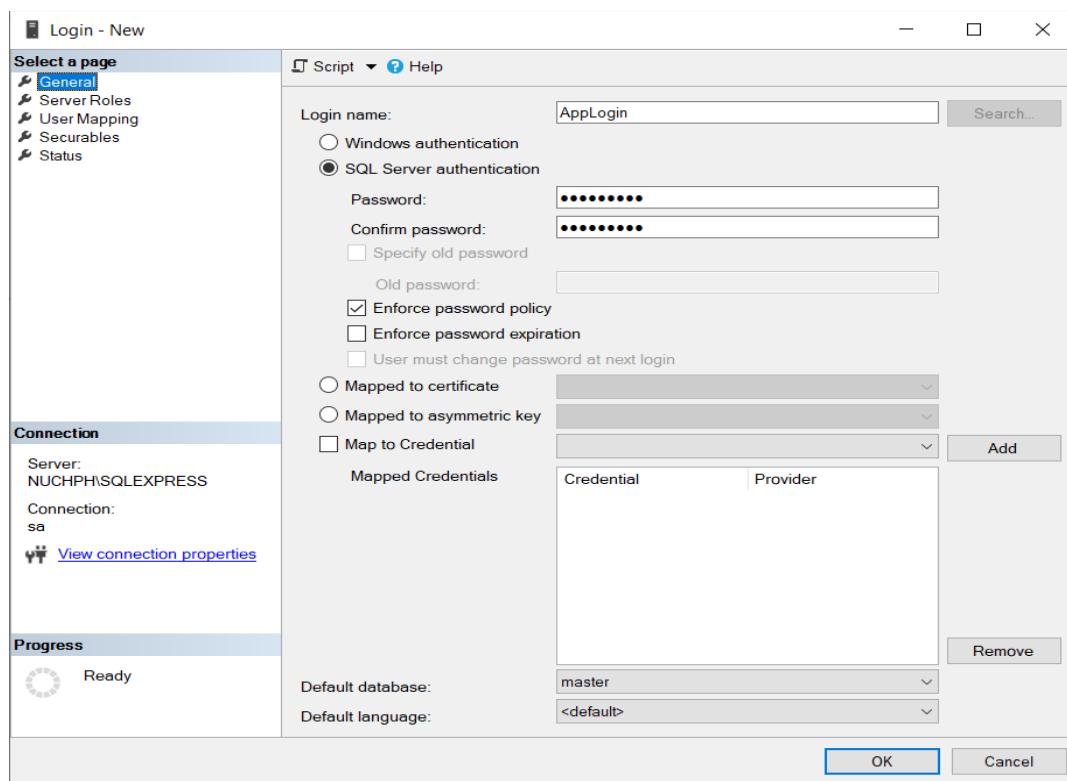 Login - New
Select a page
General
Server Roles
User Mapping
Securables
Status
Script
Help
Login name:
AppLogin
Search...
Windows authentication
SQL Server authentication
Password:
●●●●●●●●●
Confirm password:
●●●●●●●●●
Specify old password
Old password:
Enforce password policy
Enforce password expiration
User must change password at next login
Mapped to certificate
Mapped to asymmetric key
Map to Credential
Add
Mapped Credentials
Credential
Provider
Remove
Default database:
master
Default language:
<default>
Connection
Server:
NUCHPH\SQLEXPRESS
Connection:
sa
View connection properties
Progress
Ready
OK
Cancel